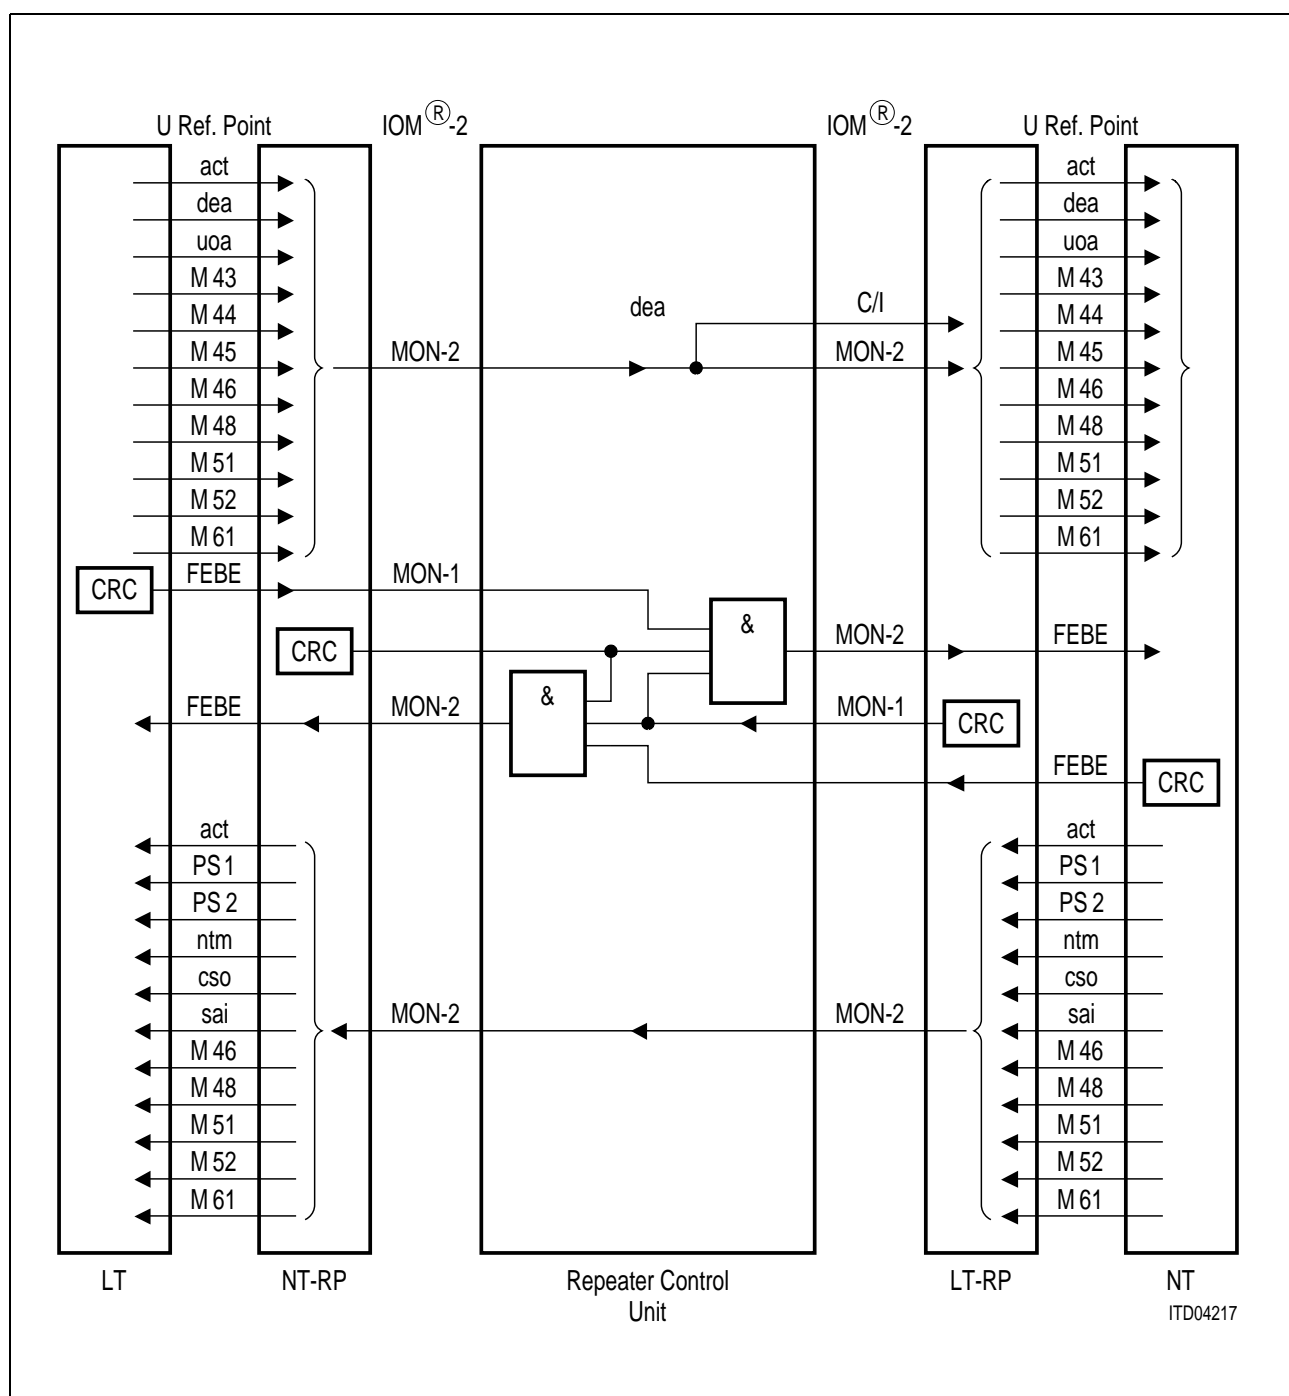 U Ref. Point IOM®-2 IOM®-2 U Ref. Point
act act
dea dea
uoa uoa
M 43 M 43
dea C/I
M 44 M 44
M 45 MON-2 MON-2 M 45
M 46 M 46
M 48 M 48
M 51 M 51
M 52 M 52
M 61 M 61
CRC FEBE MON-1
CRC & MON-2 FEBE
FEBE MON-2 & MON-1 CRC
FEBE CRC
act act
PS 1 PS 1
PS 2 PS 2
ntm ntm
cso cso
sai MON-2 MON-2 sai
M 46 M 46
M 48 M 48
M 51 M 51
M 52 M 52
M 61 M 61
LT NT-RP Repeater Control LT-RP NT
Unit
ITD04217